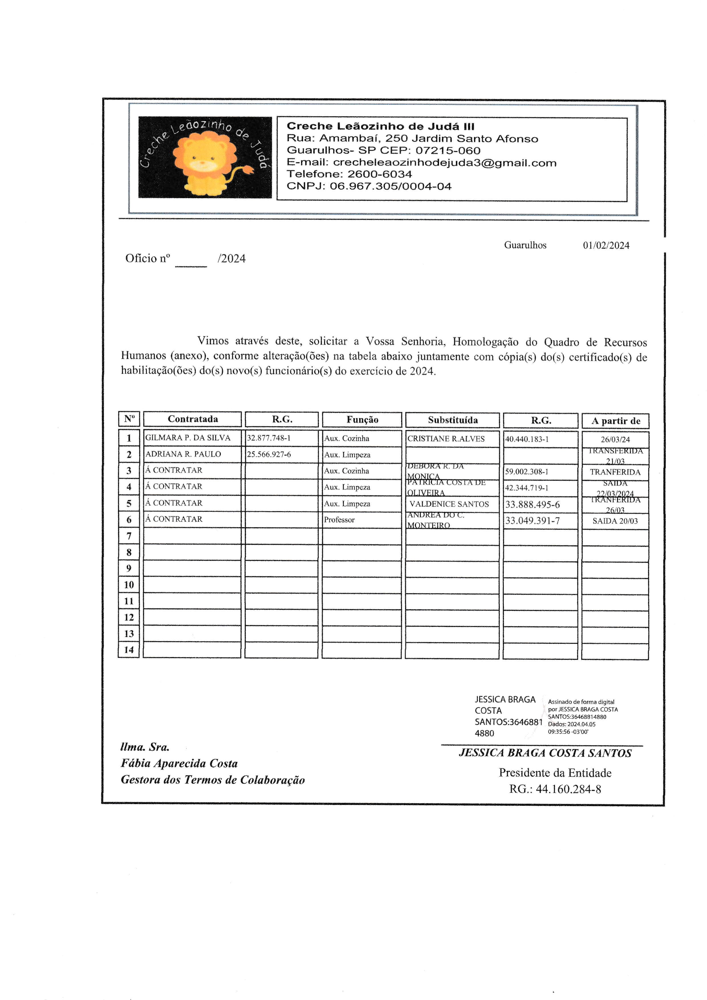 Creche Leãozinho de Judá
Creche Leãozinho de Judá III
Rua: Amambaí, 250 Jardim Santo Afonso
Guarulhos- SP CEP: 07215-060
E-mail: crecheleaozinhodejuda3@gmail.com
Telefone: 2600-6034
CNPJ: 06.967.305/0004-04
Guarulhos 01/02/2024
Ofício nº _____ /2024
Vimos através deste, solicitar a Vossa Senhoria, Homologação do Quadro de Recursos
Humanos (anexo), conforme alteração(ões) na tabela abaixo juntamente com cópia(s) do(s) certificado(s) de
habilitação(ões) do(s) novo(s) funcionário(s) do exercício de 2024.
Nº Contratada R.G. Função Substituída R.G. A partir de
1 GILMARA P. DA SILVA 32.877.748-1 Aux. Cozinha CRISTIANE R.ALVES 40.440.183-1 26/03/24
2 ADRIANA R. PAULO 25.566.927-6 Aux. Limpeza TRANSFERIDA 21/03
3 Á CONTRATAR Aux. Cozinha DEBORA R. DA MONICA 59.002.308-1 TRANFERIDA
4 Á CONTRATAR Aux. Limpeza PATRICIA COSTA DE OLIVEIRA 42.344.719-1 SAIDA 22/03/2024
5 Á CONTRATAR Aux. Limpeza VALDENICE SANTOS 33.888.495-6 TRANFERIDA 26/03
6 Á CONTRATAR Professor ANDREA DO C. MONTEIRO 33.049.391-7 SAIDA 20/03
7
8
9
10
11
12
13
14
JESSICA BRAGA
COSTA
SANTOS:3646881
4880
Assinado de forma digital
por JESSICA BRAGA COSTA
SANTOS:36468814880
Dados: 2024.04.05
09:35:56 -03'00'
Ilma. Sra.
Fábia Aparecida Costa
Gestora dos Termos de Colaboração
JESSICA BRAGA COSTA SANTOS
Presidente da Entidade
RG.: 44.160.284-8